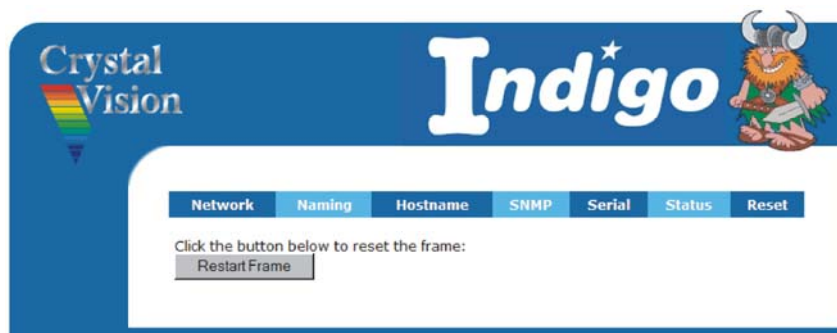 Crystal
Vision
Indigo
Network Naming Hostname SNMP Serial Status Reset
Click the button below to reset the frame:
Restart Frame